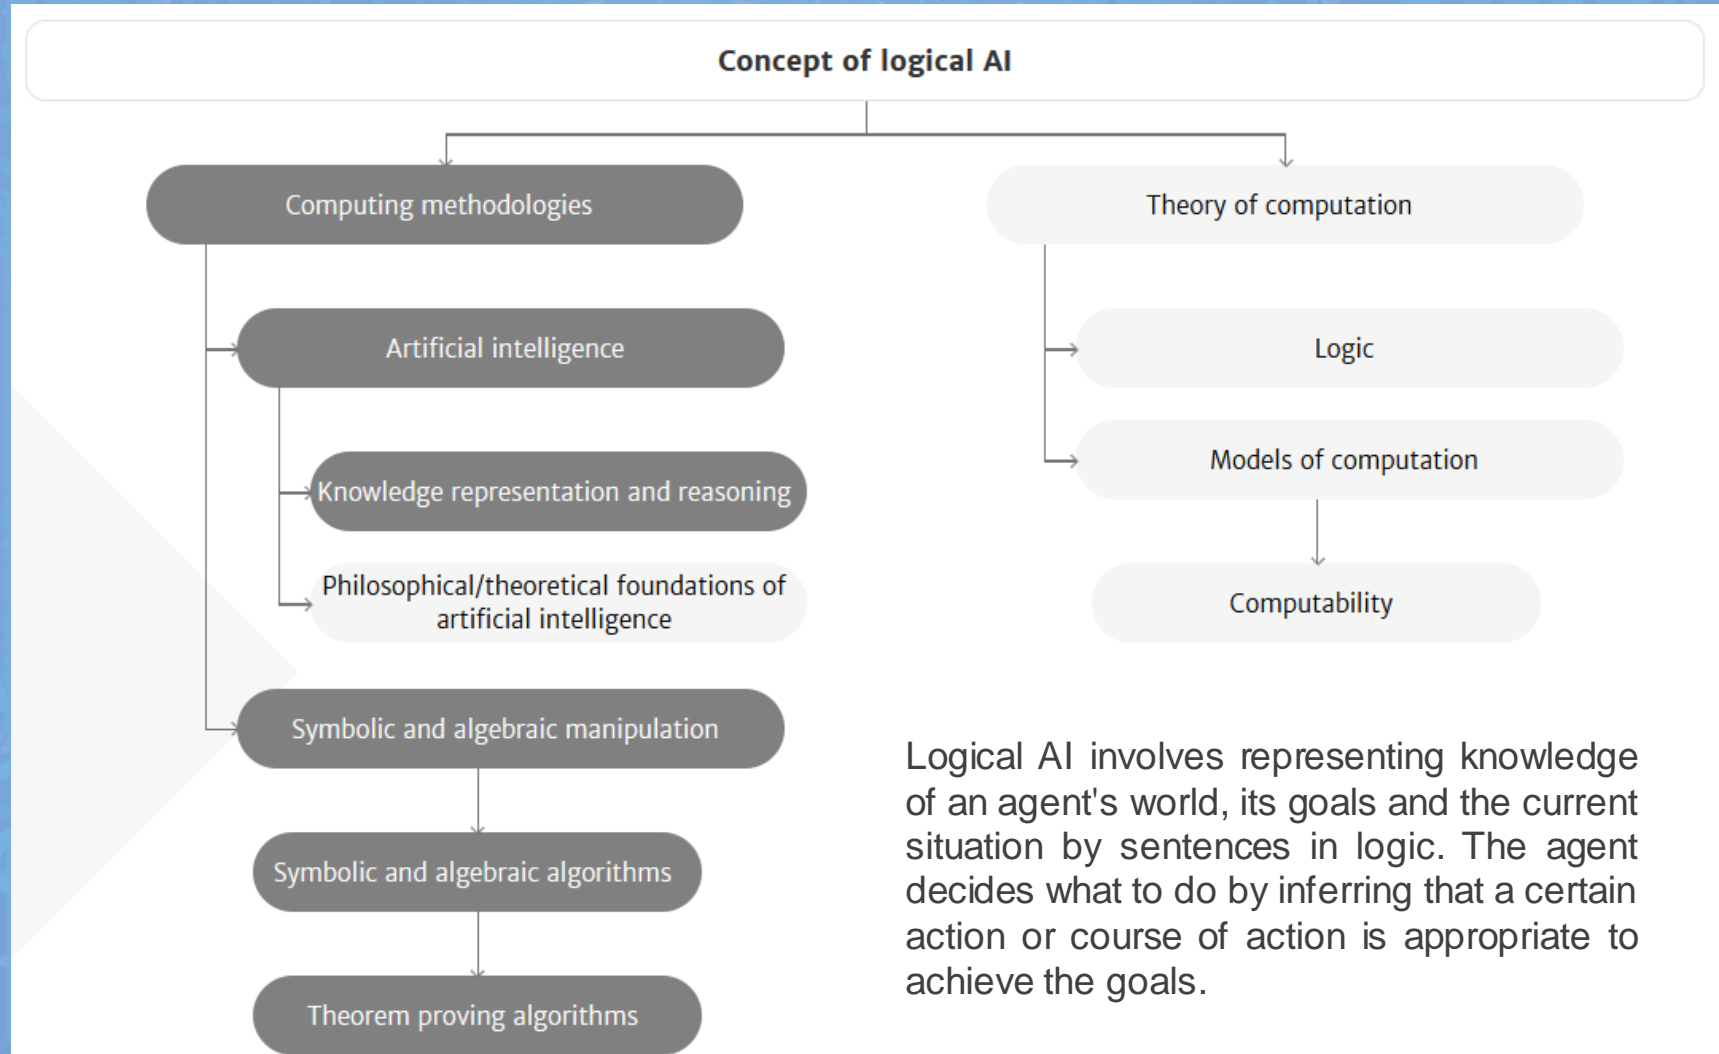 Concept of logical AI
Computing methodologies
Artificial intelligence
Knowledge representation and reasoning
Philosophical/theoretical foundations of
artificial intelligence
Symbolic and algebraic manipulation
Symbolic and algebraic algorithms
Theorem proving algorithms
Theory of computation
Logic
Models of computation
Computability
Logical AI involves representing knowledge
of an agent's world, its goals and the current
situation by sentences in logic. The agent
decides what to do by inferring that a certain
action or course of action is appropriate to
achieve the goals.